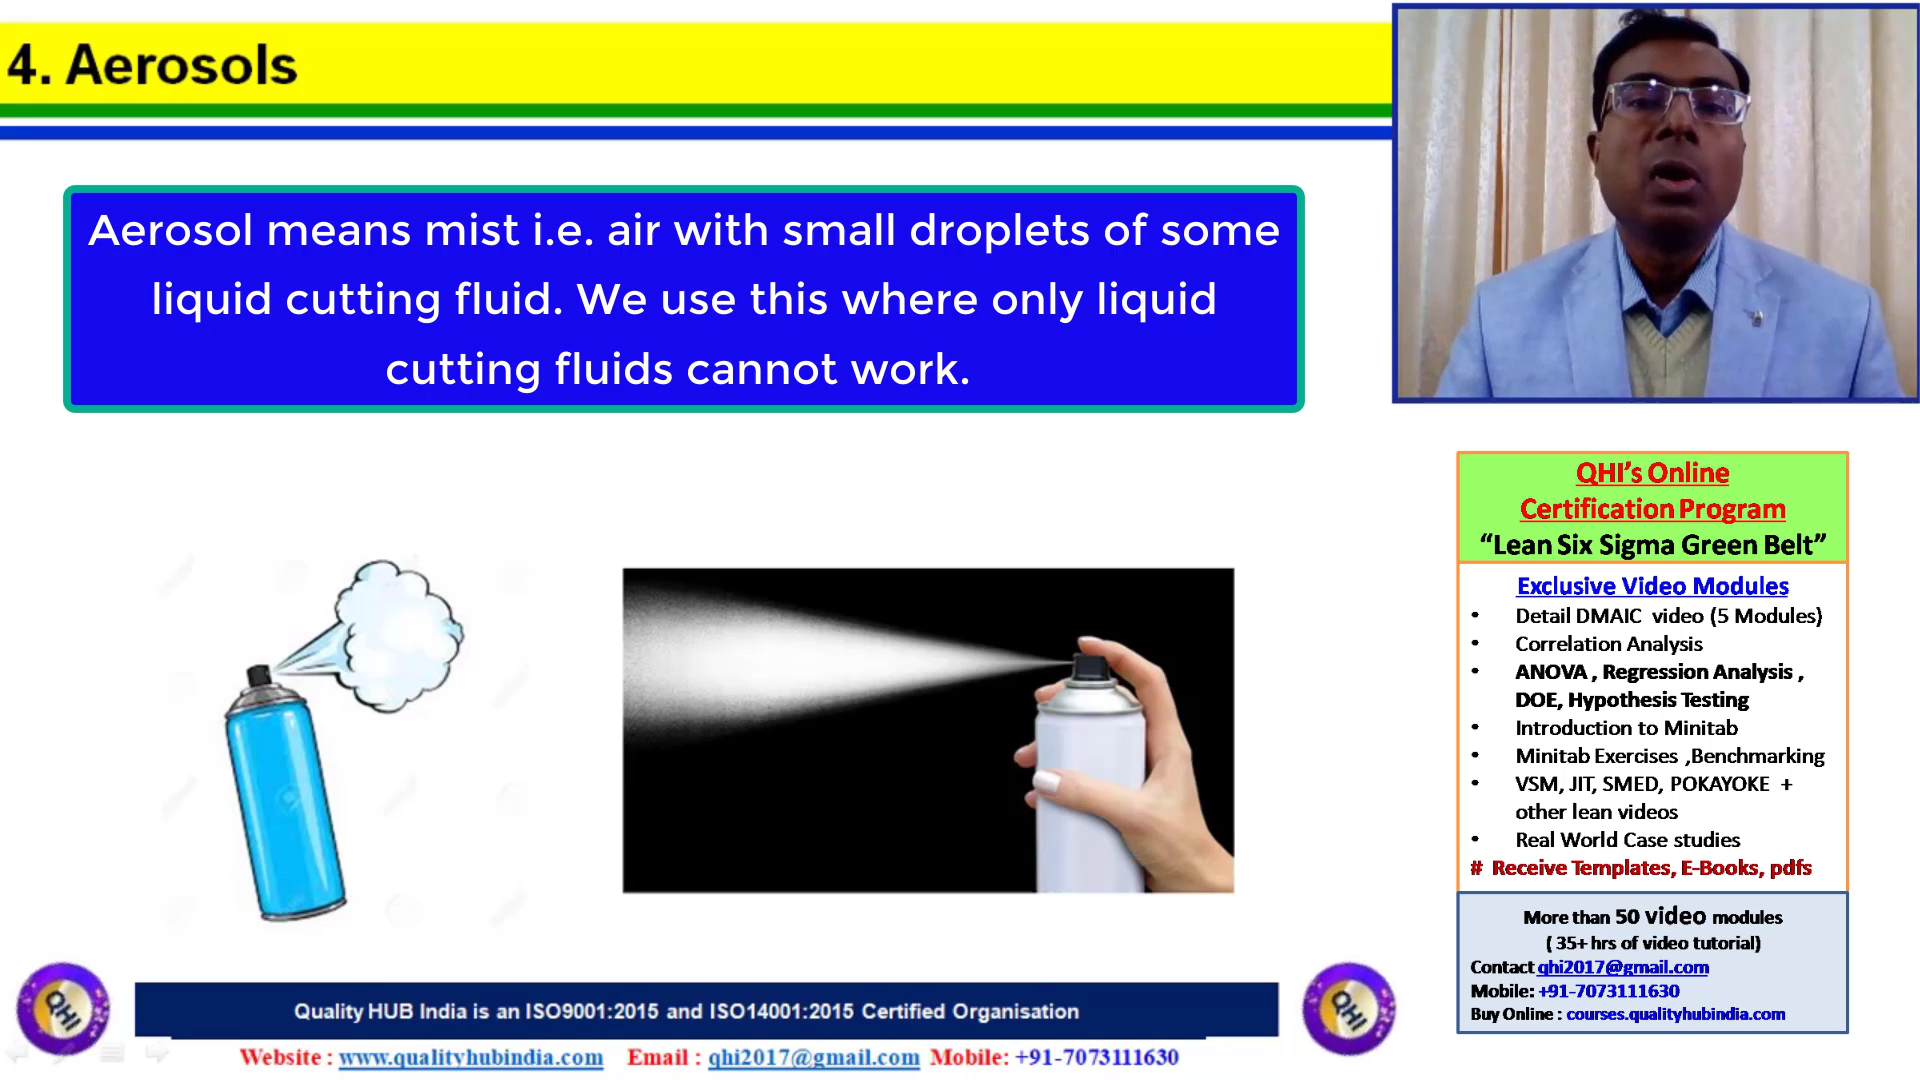 4. Aerosols
Aerosol means mist i.e. air with small droplets of some
liquid cutting fluid. We use this where only liquid
cutting fluids cannot work.
QHI's Online
Certification Program
“Lean Six Sigma Green Belt”
Exclusive Video Modules
• Detail DMAIC video (5 Modules)
• Correlation Analysis
• ANOVA , Regression Analysis ,
DOE, Hypothesis Testing
• Introduction to Minitab
• Minitab Exercises ,Benchmarking
• VSM, JIT, SMED, POKAYOKE +
other lean videos
• Real World Case studies
# Receive Templates, E-Books, pdfs
More than 50 video modules
( 35+ hrs of video tutorial)
Contact qhi2017@gmail.com
Mobile: +91-7073111630
Buy Online : courses.qualityhubindia.com
QHI
Quality HUB India is an ISO9001:2015 and ISO14001:2015 Certified Organisation
QHI
Website : www.qualityhubindia.com Email : qhi2017@gmail.com Mobile: +91-7073111630